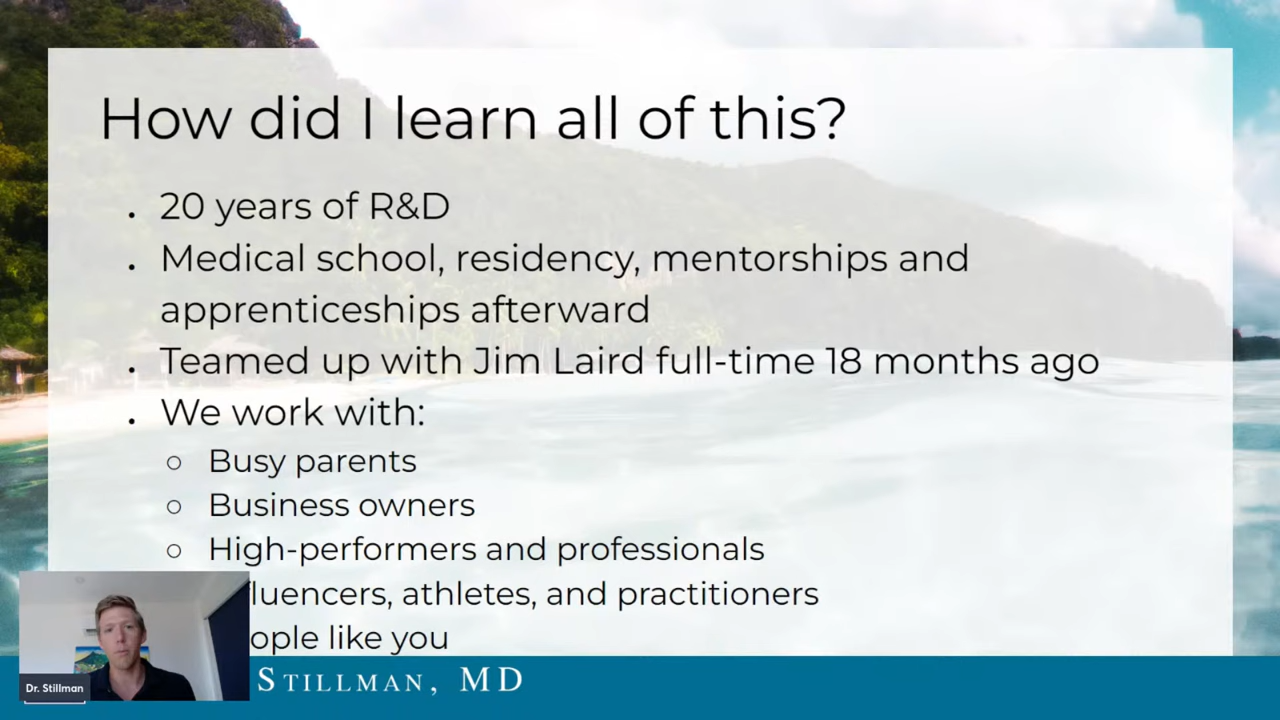 How did I learn all of this?
. 20 years of R&D
. Medical school, residency, mentorships and
apprenticeships afterward
. Teamed up with Jim Laird full-time 18 months ago
. We work with:
○ Busy parents
○ Business owners
○ High-performers and professionals
fluencers, athletes, and practitioners
ople like you
STILLMAN, MD
Dr. Stillman